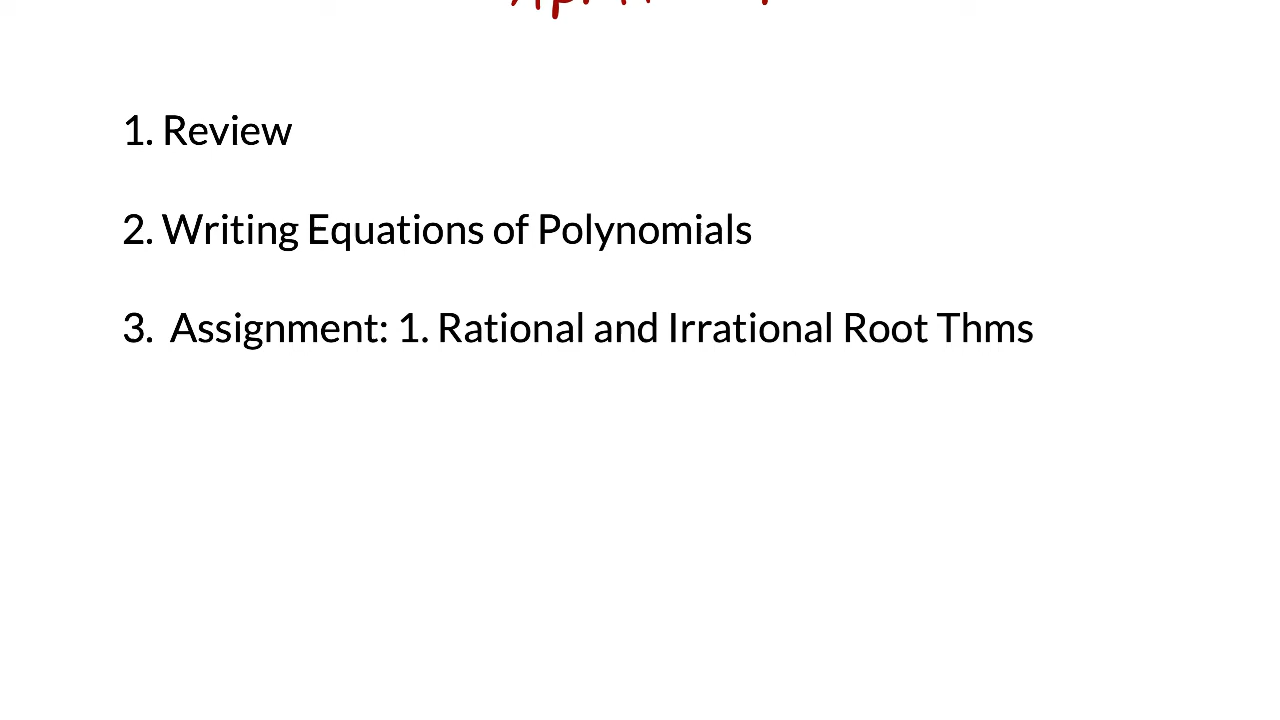 1. Review
2. Writing Equations of Polynomials
3. Assignment: 1. Rational and Irrational Root Thms